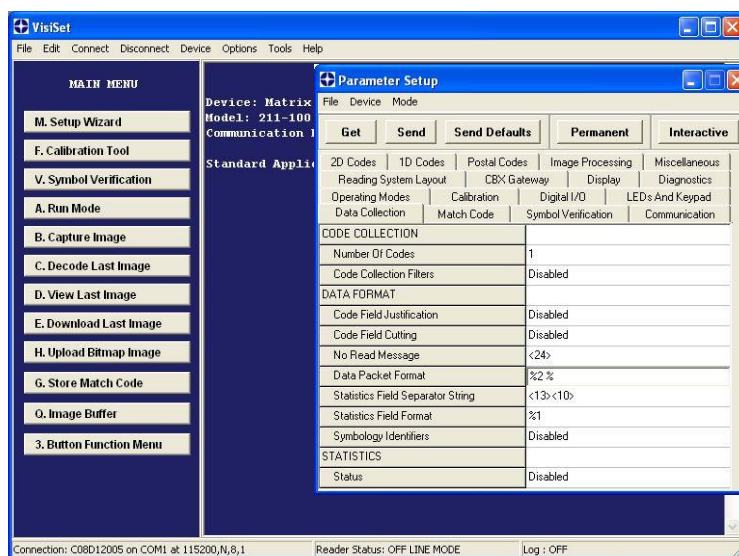 VisiSet
File Edit Connect Disconnect Device Options Tools Help
MAIN MENU
M. Setup Wizard
F. Calibration Tool
V. Symbol Verification
A. Run Mode
B. Capture Image
C. Decode Last Image
D. View Last Image
E. Download Last Image
H. Upload Bitmap Image
G. Store Match Code
Q. Image Buffer
3. Button Function Menu
Device: Matrix
Model: 211-100
Communication
Standard
Parameter Setup
File Device Mode
Get Send Send Defaults Permanent Interactive
2D Codes 1D Codes Postal Codes Image Processing Miscellaneous
Reading System Layout CBX Gateway Display Diagnostics
Operating Modes Calibration Digital I/O LEDs And Keypad
Data Collection Match Code Symbol Verification Communication
CODE COLLECTION
Number Of Codes 1
Code Collection Filters Disabled
DATA FORMAT
Code Field Justification Disabled
Code Field Cutting Disabled
No Read Message <24>
Data Packet Format %2 %
Statistics Field Separator String <13><10>
Statistics Field Format %1
Symbology Identifiers Disabled
STATISTICS
Status Disabled
Connection: C08D12005 on COM1 at 115200,N,8,1 Reader Status: OFF LINE MODE Log : OFF